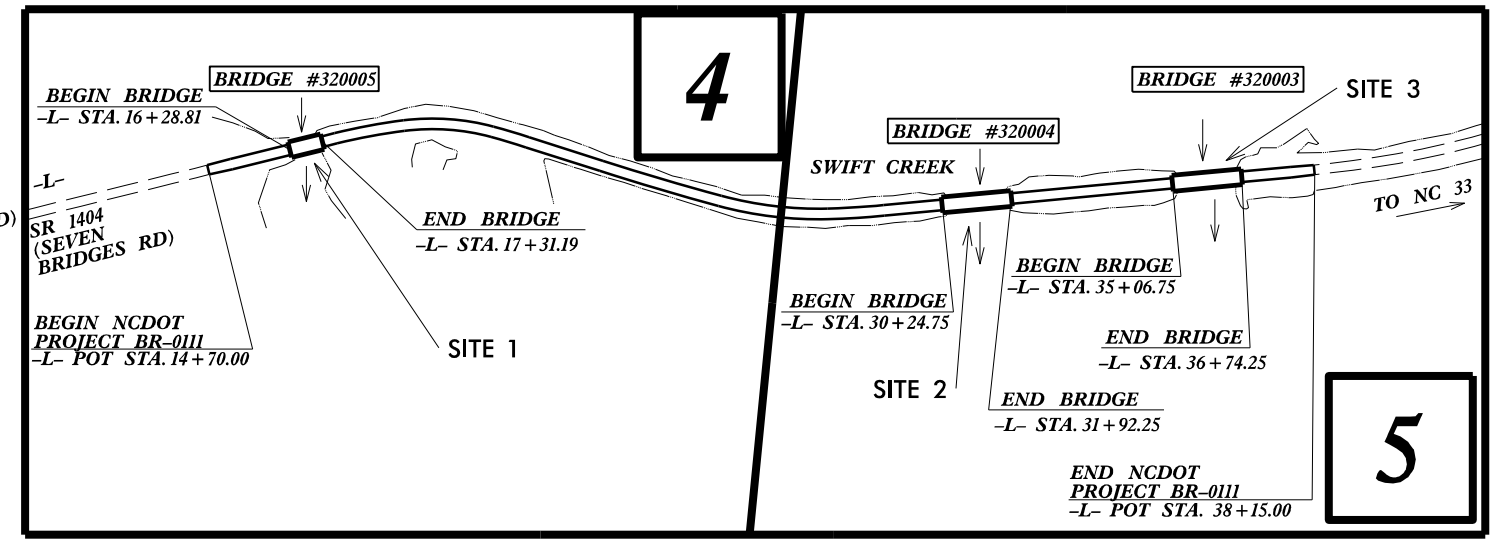 4
BRIDGE #320005
BEGIN BRIDGE
–L– STA. 16+28.81
BRIDGE #320003
SITE 3
BRIDGE #320004
SWIFT CREEK
–L–
D)
SR 1404
(SEVEN
BRIDGES RD)
TO NC 33
END BRIDGE
–L– STA. 17+31.19
BEGIN BRIDGE
–L– STA. 35+06.75
BEGIN BRIDGE
–L– STA. 30+24.75
BEGIN NCDOT
PROJECT BR–0111
–L– POT STA. 14+70.00
SITE 1
END BRIDGE
–L– STA. 36+74.25
SITE 2
END BRIDGE
–L– STA. 31+92.25
5
END NCDOT
PROJECT BR–0111
–L– POT STA. 38+15.00